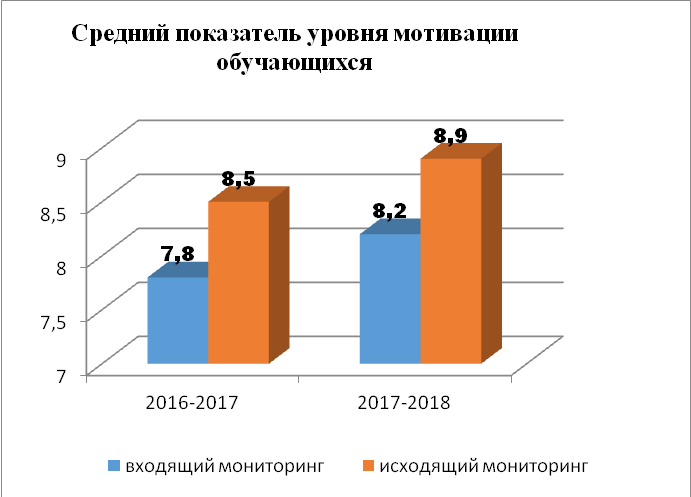 Средний показатель уровня мотивации
обучающихся
9
8,5
8
7,5
7
7,8
8,5
8,2
8,9
2016-2017
2017-2018
входящий мониторинг
исходящий мониторинг